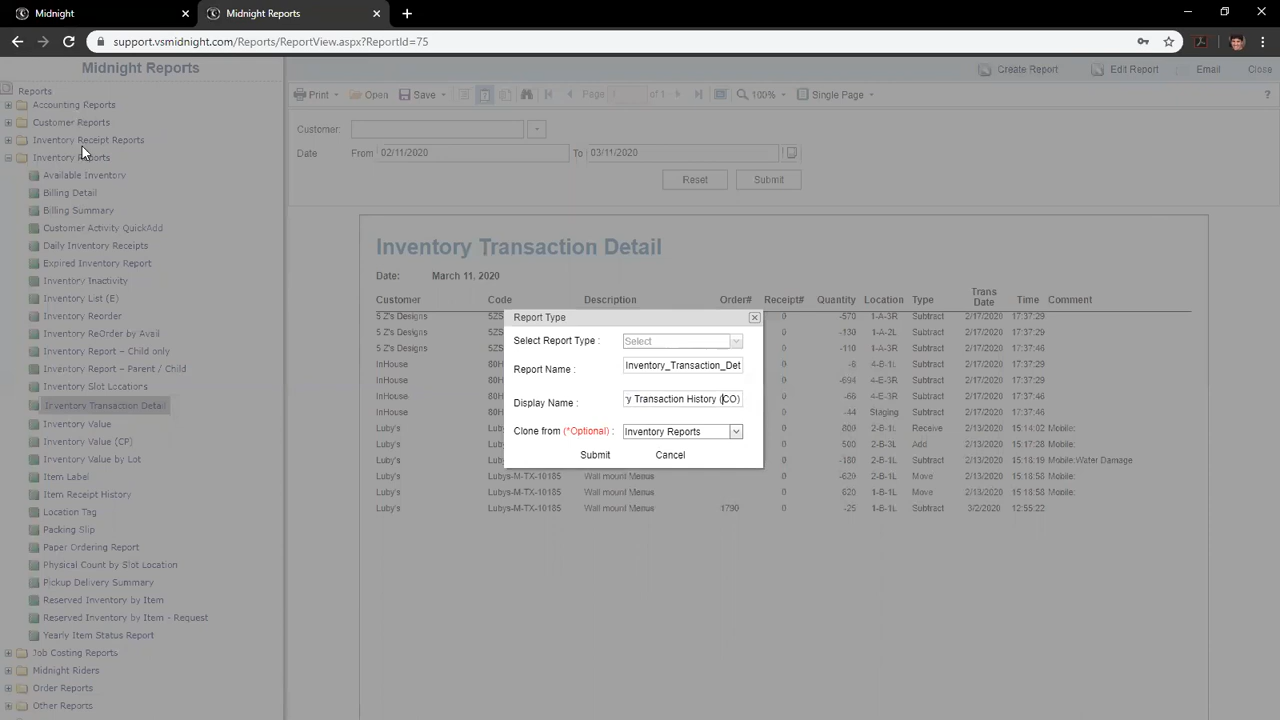 Midnight
Midnight Reports
support.vsmidnight.com/Reports/ReportView.aspx?ReportId=75
Midnight Reports
Create Report Edit Report Email Close
Reports
Accounting Reports
Customer Reports
Inventory Receipt Reports
Inventory Reports
Available Inventory
Billing Detail
Billing Summary
Customer Activity QuickAdd
Daily Inventory Receipts
Expired Inventory Report
Inventory Inactivity
Inventory List (E)
Inventory Reorder
Inventory ReOrder by Avail
Inventory Report – Child only
Inventory Report – Parent / Child
Inventory Slot Locations
Inventory Transaction Detail
Inventory Value
Inventory Value (CP)
Inventory Value by Lot
Item Label
Item Receipt History
Location Tag
Packing Slip
Paper Ordering Report
Physical Count by Slot Location
Pickup Delivery Summary
Reserved Inventory by Item
Reserved Inventory by Item - Request
Yearly Item Status Report
Job Costing Reports
Midnight Riders
Order Reports
Other Reports
Print Open Save Page of 1 100% Single Page ?
Customer:
Date From 02/11/2020 To 03/11/2020
Reset Submit
Inventory Transaction Detail
Date: March 11, 2020
Customer Code Description Order# Receipt# Quantity Location Type Trans Date Time Comment
5 Z's Designs 0 -570 1-A-3R Subtract 2/17/2020 17:37:29
5 Z's Designs 0 -130 1-A-2L Subtract 2/17/2020 17:37:29
5 Z's Designs 0 -110 1-A-3R Subtract 2/17/2020 17:37:29
InHouse 80H 0 -6 4-E-3R Subtract 2/17/2020 17:37:29
InHouse 80H 0 -694 4-E-3R Subtract 2/17/2020 17:37:29
InHouse 80H 0 Subtract 2/17/2020 17:37:29
InHouse 80H 0 -44 Staging Subtract 2/17/2020 17:37:29
Luby's 0 820 2-B-1L Receive 2/13/2020 15:14:02 Mobile:
Luby's 0 500 2-B-3L Add 2/13/2020 Mobile:
Luby's 0 -180 2-B-1L Subtract 2/13/2020 15:18:19 Mobile:Water Damage
Luby's Lubys-M-TX-10185 Wall mount Menus 0 -620 2-B-1L Move 2/13/2020 15:18:58 Mobile:
Luby's Lubys-M-TX-10185 Wall mount Menus 0 620 1-B-1L Move 2/13/2020 15:18:58 Mobile:
Luby's Lubys-M-TX-10185 Wall mount Menus 1790 0 -25 1-B-1L Subtract 3/2/2020 12:55:22
Report Type
Select Report Type : Select
Report Name : Inventory_Transaction_Det
Display Name : y Transaction History (CO)
Clone from (*Optional) : Inventory Reports
Submit Cancel